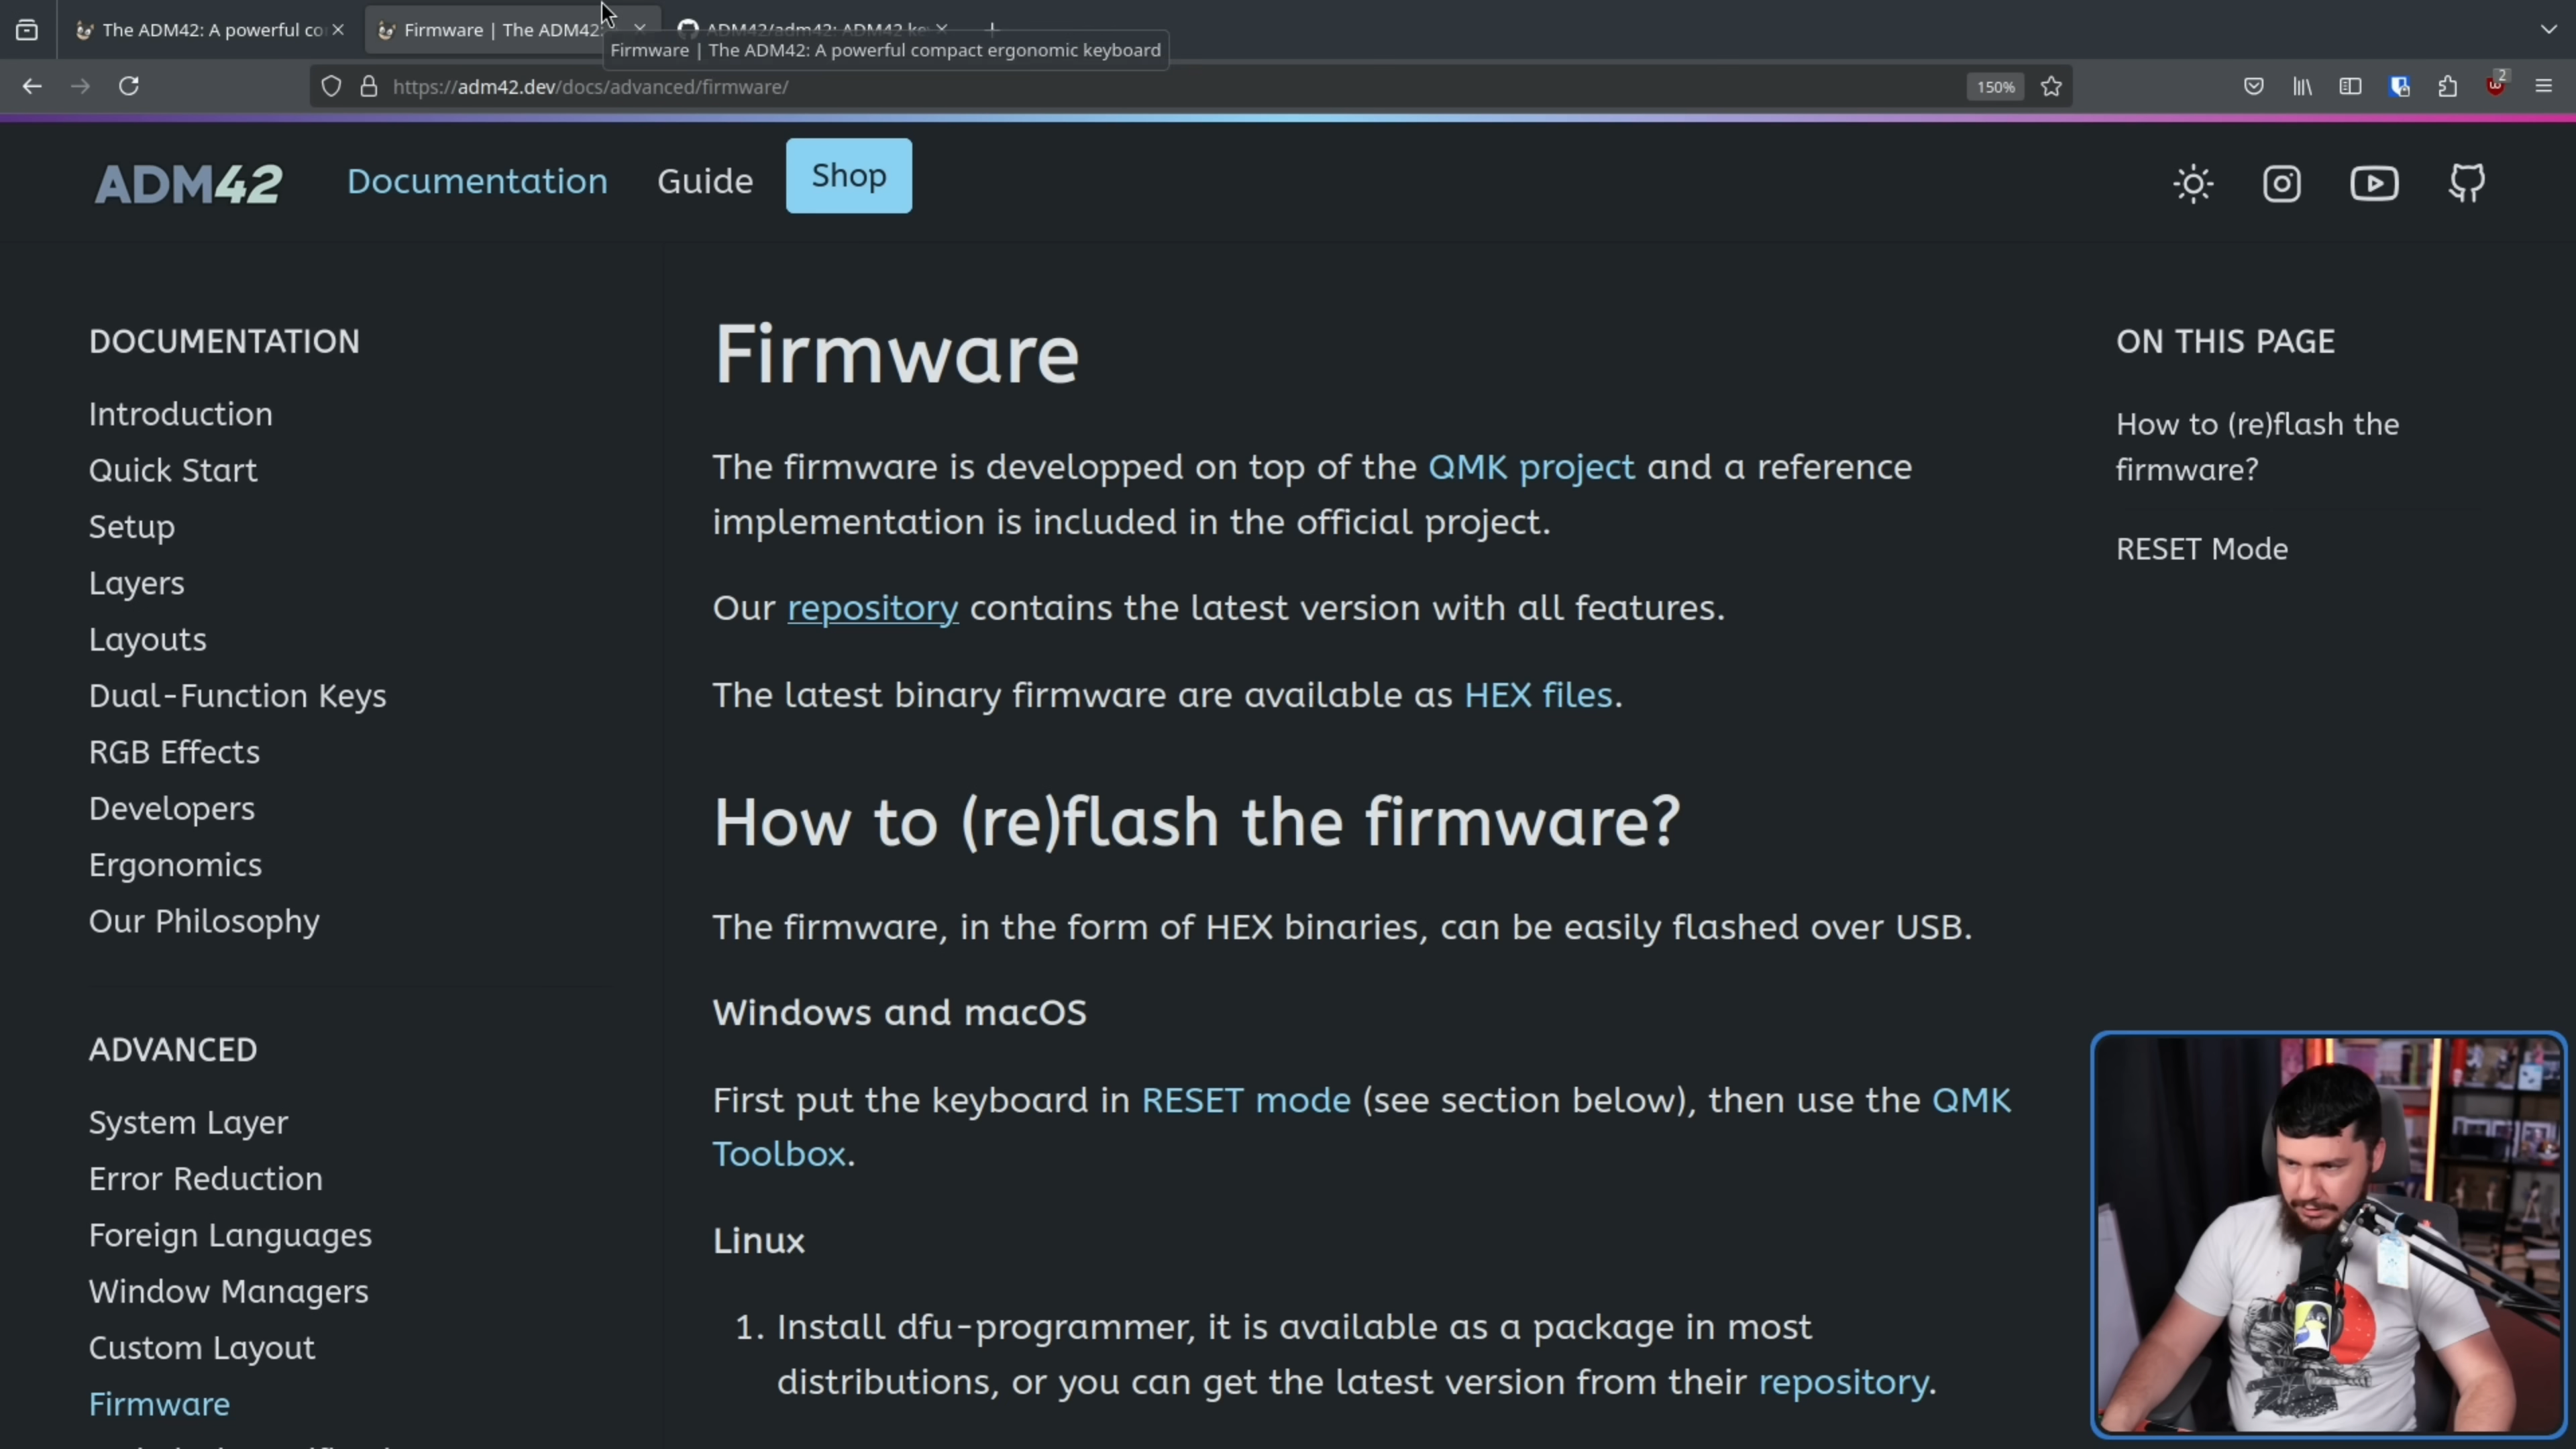 The ADM42: A powerful co
Firmware | The ADM42:
ADM42/adm42: ADM42 ke
Firmware | The ADM42: A powerful compact ergonomic keyboard
https://adm42.dev/docs/advanced/firmware/
150%
2
ADM42
Documentation
Guide
Shop
DOCUMENTATION
Introduction
Quick Start
Setup
Layers
Layouts
Dual-Function Keys
RGB Effects
Developers
Ergonomics
Our Philosophy
ADVANCED
System Layer
Error Reduction
Foreign Languages
Window Managers
Custom Layout
Firmware
Firmware
The firmware is developped on top of the QMK project and a reference
implementation is included in the official project.
Our repository contains the latest version with all features.
The latest binary firmware are available as HEX files.
How to (re)flash the firmware?
The firmware, in the form of HEX binaries, can be easily flashed over USB.
Windows and macOS
First put the keyboard in RESET mode (see section below), then use the QMK
Toolbox.
Linux
1. Install dfu-programmer, it is available as a package in most
distributions, or you can get the latest version from their repository.
ON THIS PAGE
How to (re)flash the
firmware?
RESET Mode